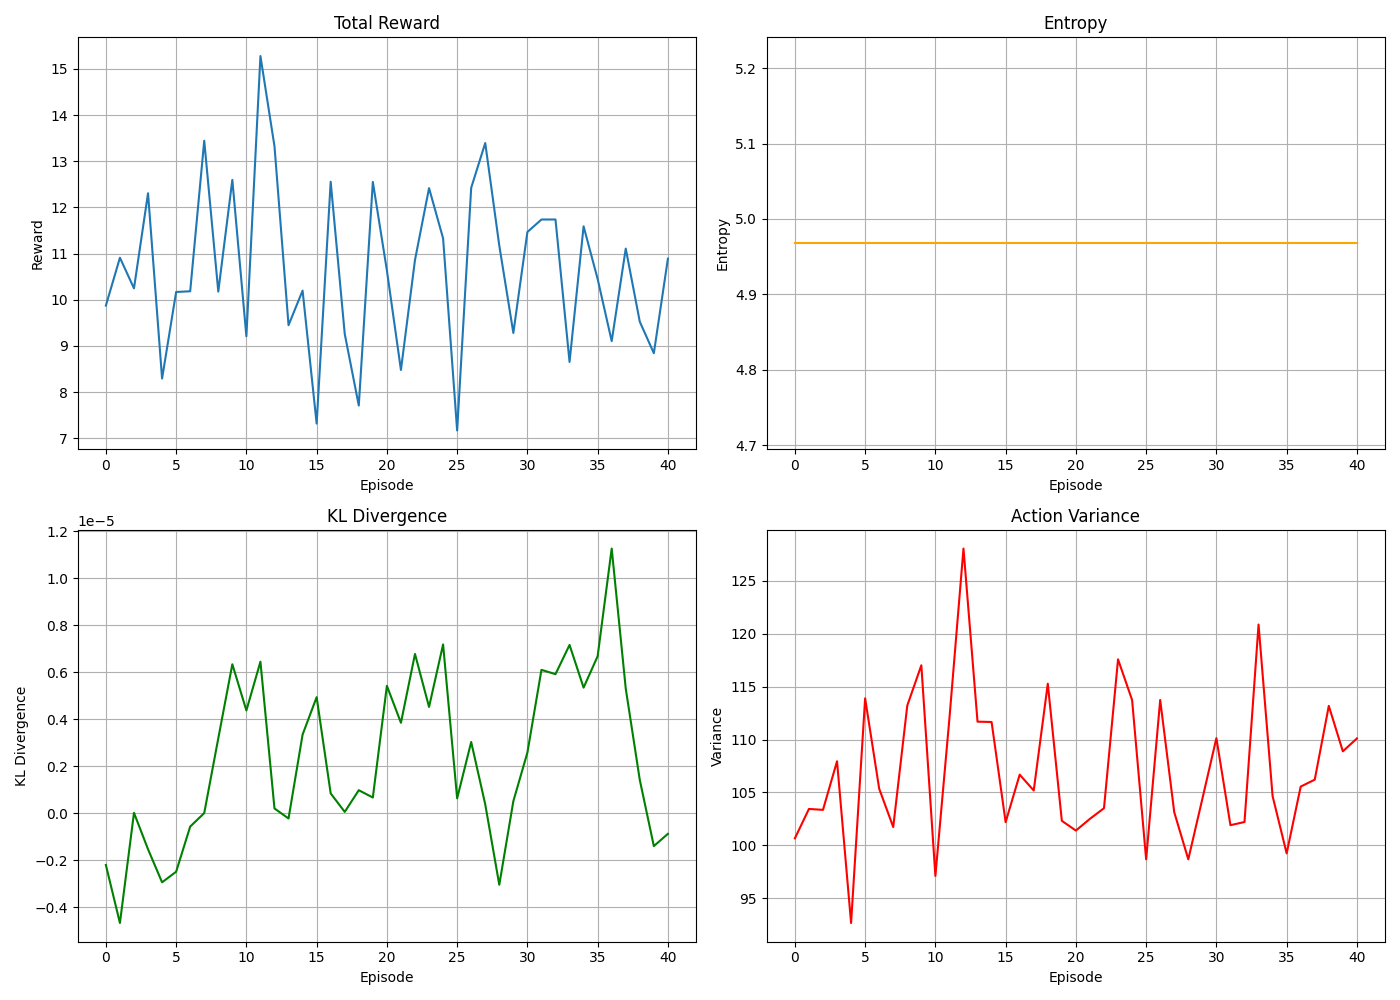 Total Reward
15
14
13
12
11
10
9
8
7
Reward
0 5 10 15 20 25 30 35 40
Episode
Entropy
5.2
5.1
5.0
4.9
4.8
4.7
Entropy
0 5 10 15 20 25 30 35 40
Episode
KL Divergence
1e−5
1.2
1.0
0.8
0.6
0.4
0.2
0.0
−0.2
−0.4
KL Divergence
0 5 10 15 20 25 30 35 40
Episode
Action Variance
125
120
115
110
105
100
95
Variance
0 5 10 15 20 25 30 35 40
Episode